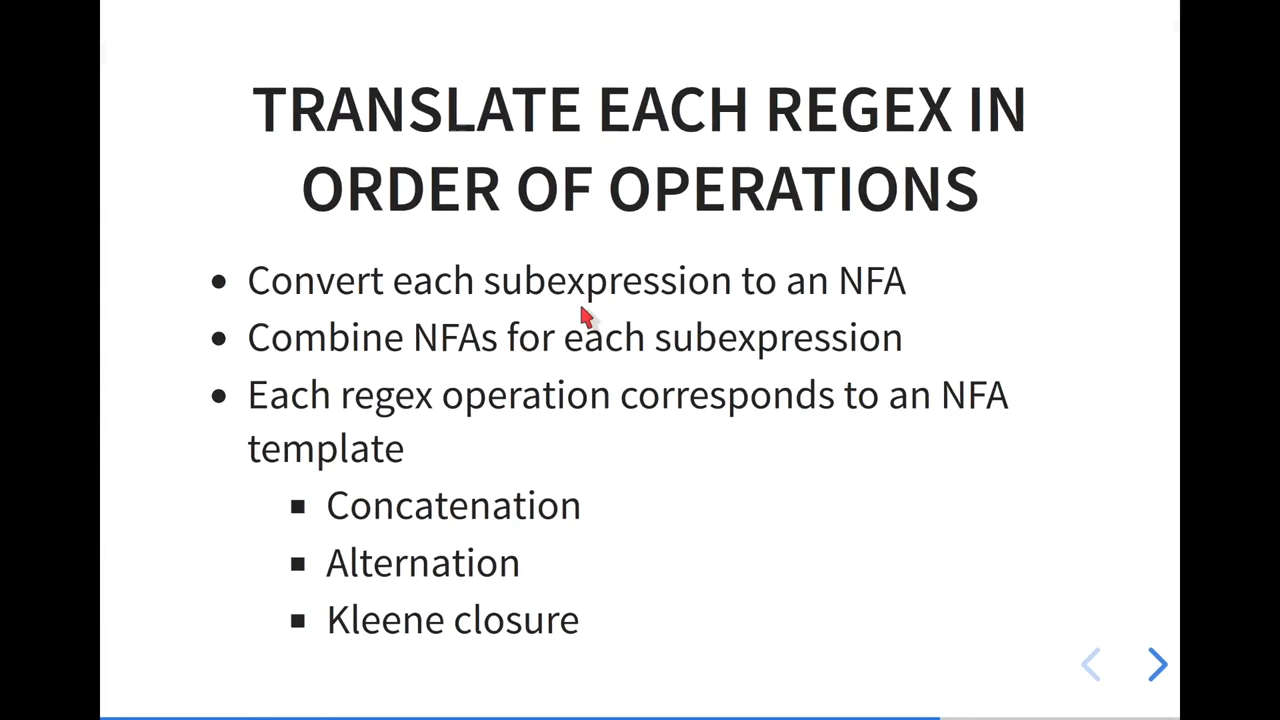 TRANSLATE EACH REGEX IN
ORDER OF OPERATIONS
• Convert each subexpression to an NFA
• Combine NFAs for each subexpression
• Each regex operation corresponds to an NFA
template
▪ Concatenation
▪ Alternation
▪ Kleene closure